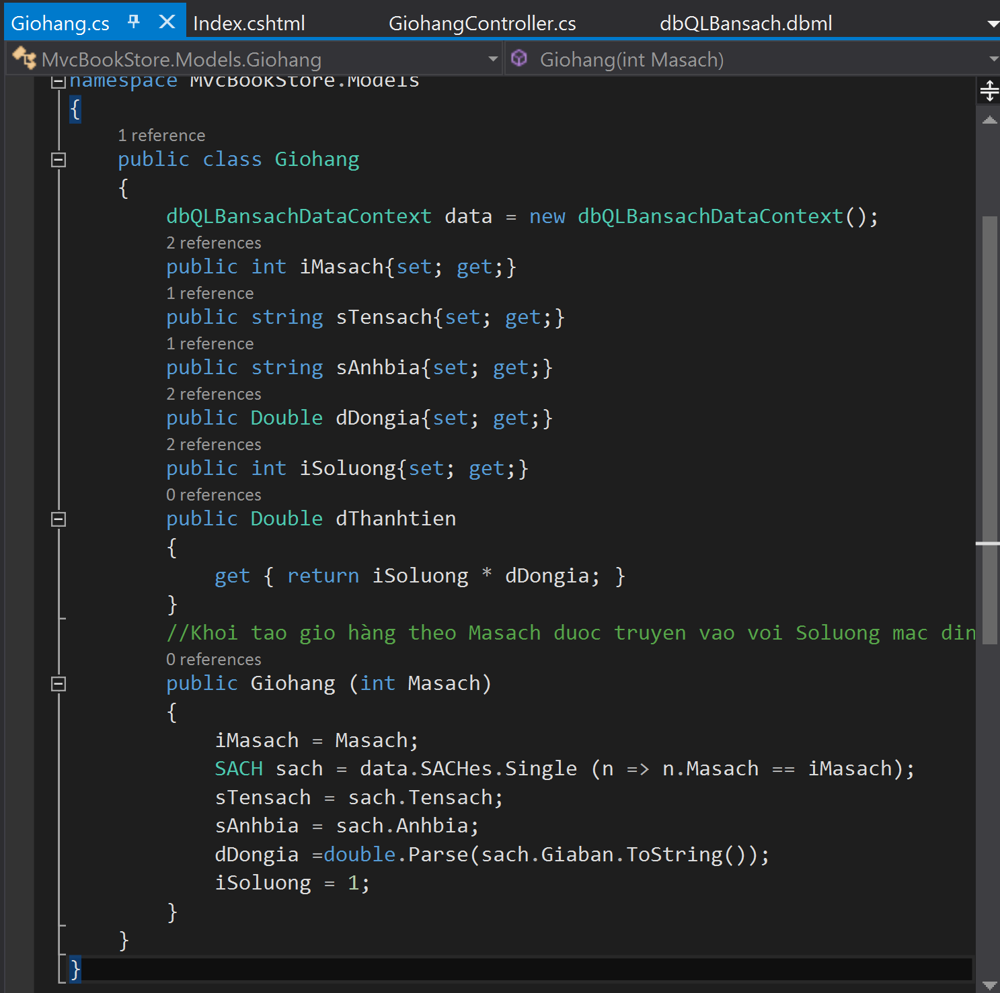 Giohang.cs Index.cshtml GiohangController.cs dbQLBansach.dbml
MvcBookStore.Models.Giohang Giohang(int Masach)
namespace MvcBookStore.Models
{
1 reference
public class Giohang
{
dbQLBansachDataContext data = new dbQLBansachDataContext();
2 references
public int iMasach{set; get;}
1 reference
public string sTensach{set; get;}
1 reference
public string sAnhbia{set; get;}
2 references
public Double dDongia{set; get;}
2 references
public int iSoluong{set; get;}
0 references
public Double dThanhtien
{
get { return iSoluong * dDongia; }
}
//Khoi tao gio hàng theo Masach duoc truyen vao voi Soluong mac din
0 references
public Giohang (int Masach)
{
iMasach = Masach;
SACH sach = data.SACHes.Single (n => n.Masach == iMasach);
sTensach = sach.Tensach;
sAnhbia = sach.Anhbia;
dDongia =double.Parse(sach.Giaban.ToString());
iSoluong = 1;
}
}
}